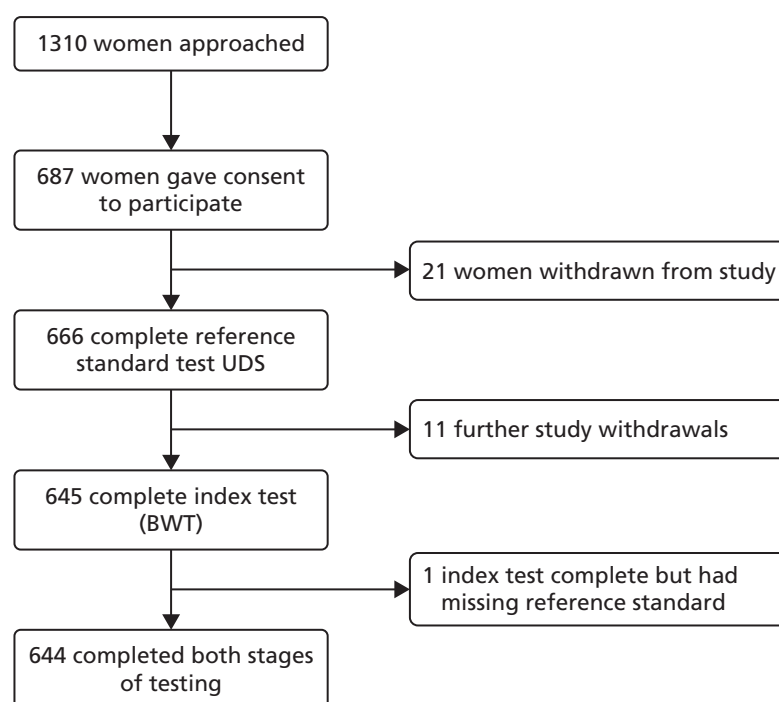 1310 women approached
687 women gave consent
to participate
21 women withdrawn from study
666 complete reference
standard test UDS
11 further study withdrawals
645 complete index test
(BWT)
1 index test complete but had
missing reference standard
644 completed both stages
of testing